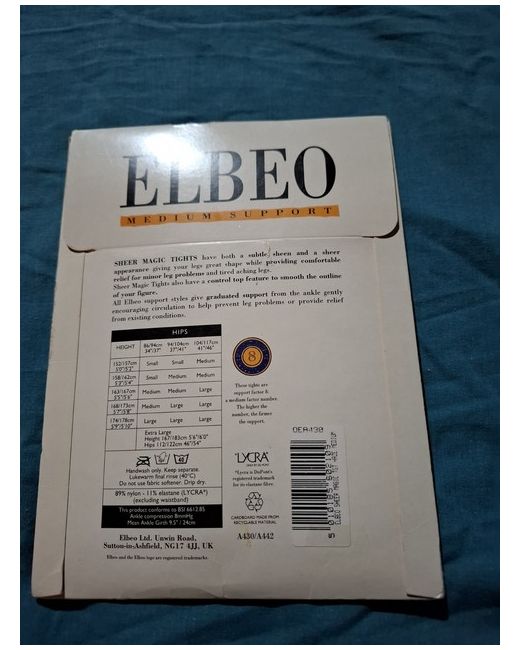 ELBEO
MEDIUM SUPPORT
SHEER MAGIC TIGHTS have both a subtle sheen and a sheer
appearance giving your legs great shape while providing comfortable
relief for minor leg problems and tired aching legs.
Sheer Magic Tights also have a control top feature to smooth the outline
of your figure.
All Elbeo support styles give graduated support from the ankle gently
encouraging circulation to help prevent leg problems or provide relief
from existing conditions.
HIPS
HEIGHT 86/94cm 34"/37" 94/104cm 37"/41" 104/117cm 41"/46"
152/157cm 5'0"/5'2" Small Small Medium
158/162cm 5'3"/5'4" Small Medium Medium
163/167cm 5'5"/5'6" Medium Medium Large
168/173cm 5'7"/5'8" Medium Large Large
174/178cm 5'9"/5'10" Large Large Large
Extra Large
Height 167/183cm 5'6"/6'0"
Hips 112/122cm 46"/54"
Handwash only. Keep separate.
Lukewarm final rinse (40°C)
Do not use fabric softener. Drip dry.
89% nylon - 11% elastane (LYCRA*)
(excluding waistband)
This product conforms to BSI 6612.85
Ankle compression 8mmHg
Mean Ankle Girth 9.5" / 24cm
Elbeo Ltd. Unwin Road,
Sutton-in-Ashfield, NG17 4JJ, UK
Elbeo and the Elbeo logo are registered trademarks.
8
These tights are
support factor 8
a medium factor number.
The higher the
number, the firmer
the support.
LYCRA
*Lycra is DuPont's
registered trademark
for its elastane fibre.
CARDBOARD MADE FROM
RECYCLABLE MATERIAL
A430/A442
OEA430
ELBEO SHEER MAGIC